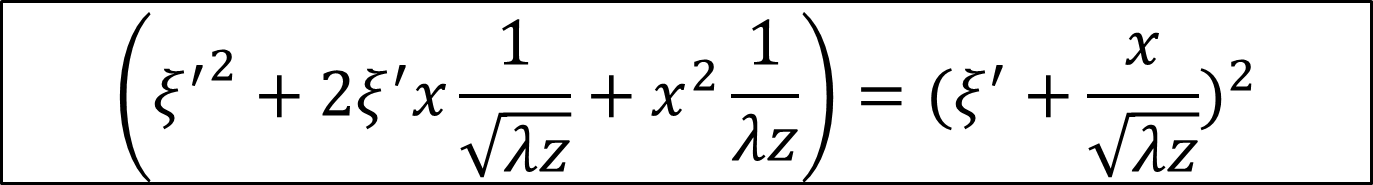 (ξ′² + 2ξ′x 1/√(λz) + x² 1/(λz)) = (ξ′ + x/√(λz))²